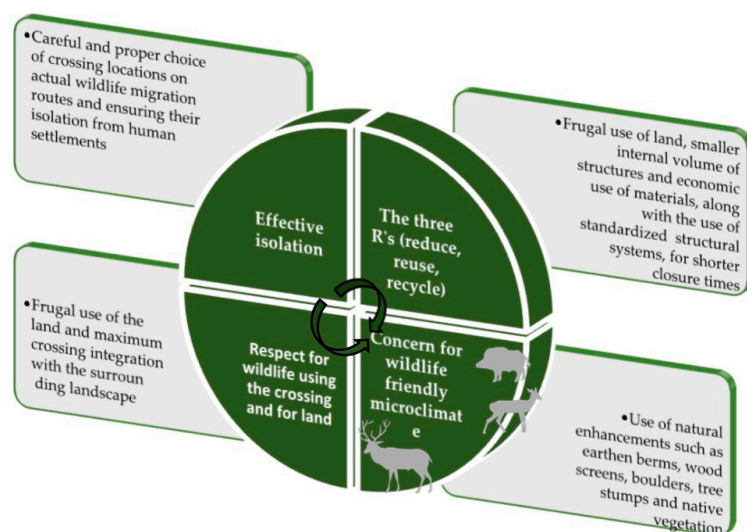 •Careful and proper choice
of crossing locations on
actual wildlife migration
routes and ensuring their
isolation from human
settlements
•Frugal use of land, smaller
internal volume of
structures and economic
use of materials, along
with the use of
standardized structural
systems, for shorter
closure times
Effective
isolation
The three
R's (reduce,
reuse,
recycle)
•Frugal use of the
land and maximum
crossing integration
with the surroun
ding landscape
Respect for
wildlife using
the crossing
and for land
Concern for
wildlife
friendly
microclimat
e
•Use of natural
enhancements such as
earthen berms, wood
screens, boulders, tree
stumps and native
vegetation